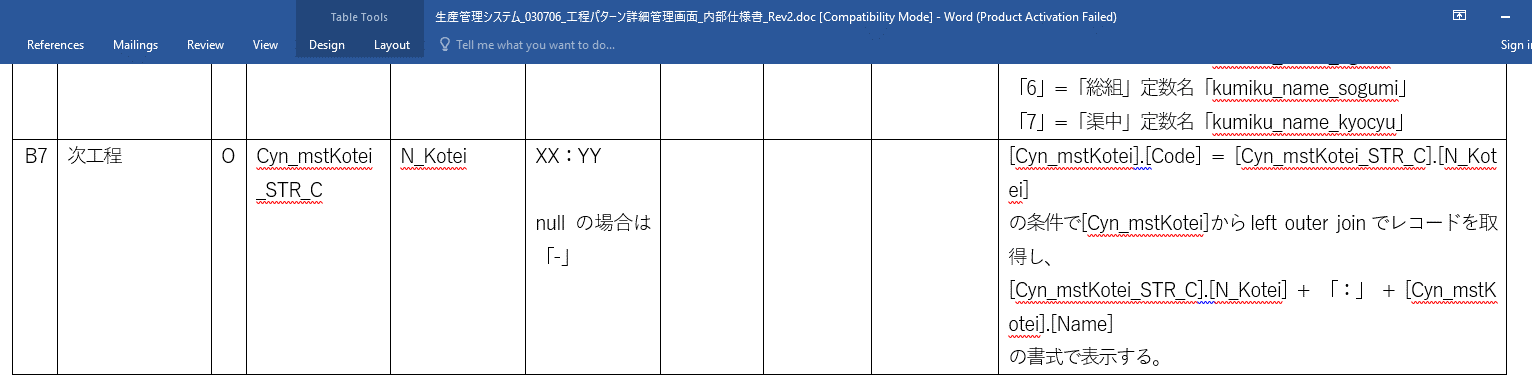 Table Tools
生産管理システム_030706_工程パターン詳細管理画面_内部仕様書_Rev2.doc [Compatibility Mode] - Word (Product Activation Failed)
References Mailings Review View Design Layout Tell me what you want to do... Sign i
「6」=「総組」定数名「kumiku_name_sogumi」
「7」=「渠中」定数名「kumiku_name_kyocyu」
B7
次工程
O
Cyn_mstKotei
_STR_C
N_Kotei
XX：YY
null の場合は
「-」
[Cyn_mstKotei].[Code] = [Cyn_mstKotei_STR_C].[N_Kot
ei]
の条件で[Cyn_mstKotei]から left outer join でレコードを取
得し、
[Cyn_mstKotei_STR_C].[N_Kotei] + 「：」 + [Cyn_mstK
otei].[Name]
の書式で表示する。